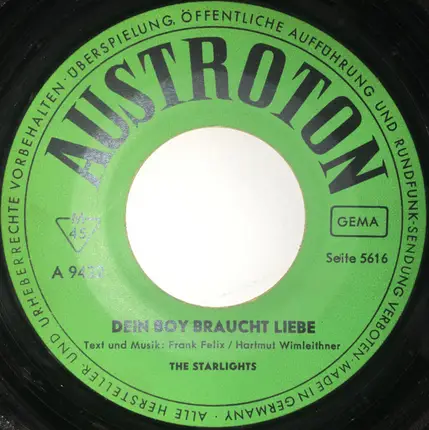 ALLE HERSTELLER- UND URHEBERRECHTE VORBEHALTEN · ÜBERSPIELUNG, ÖFFENTLICHE AUFFÜHRUNG UND RUNDFUNK-SENDUNG VERBOTEN · MADE IN GERMANY ·
AUSTROTON
45
GEMA
A
Seite 5616
DEIN BOY BRAUCHT LIEBE
Text und Musik: Frank Felix / Hartmut Wimleithner
THE STARLIGHTS